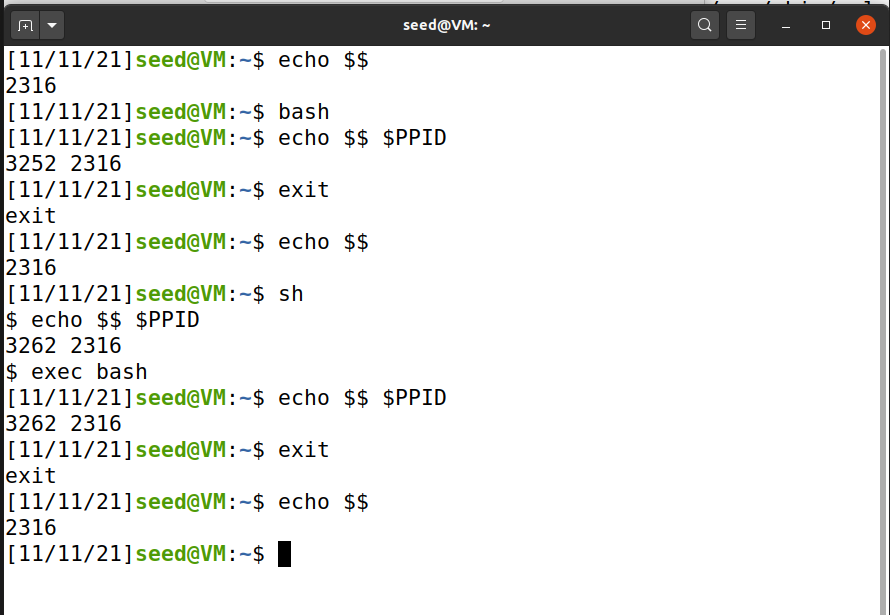 seed@VM: ~
[11/11/21]seed@VM:~$ echo $$
2316
[11/11/21]seed@VM:~$ bash
[11/11/21]seed@VM:~$ echo $$ $PPID
3252 2316
[11/11/21]seed@VM:~$ exit
exit
[11/11/21]seed@VM:~$ echo $$
2316
[11/11/21]seed@VM:~$ sh
$ echo $$ $PPID
3262 2316
$ exec bash
[11/11/21]seed@VM:~$ echo $$ $PPID
3262 2316
[11/11/21]seed@VM:~$ exit
exit
[11/11/21]seed@VM:~$ echo $$
2316
[11/11/21]seed@VM:~$